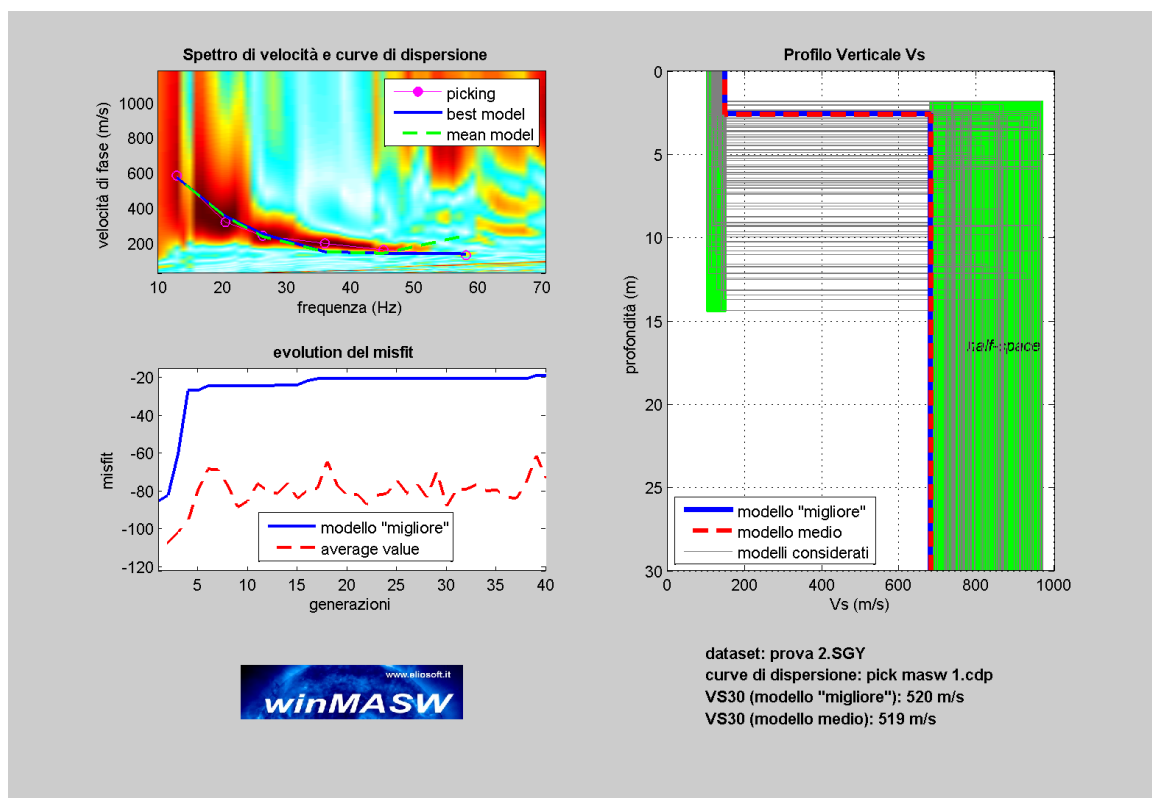 Spettro di velocità e curve di dispersione
velocità di fase (m/s)
1000
800
600
400
200
picking
best model
mean model
10 20 30 40 50 60 70
frequenza (Hz)
evolution del misfit
misfit
-20
-40
-60
-80
-100
-120
modello "migliore"
average value
5 10 15 20 25 30 35 40
generazioni
Profilo Verticale Vs
profondità (m)
0
5
10
15
20
25
30
half-space
modello "migliore"
modello medio
modelli considerati
0 200 400 600 800 1000
Vs (m/s)
www.eliosoft.it
winMASW
dataset: prova 2.SGY
curve di dispersione: pick masw 1.cdp
VS30 (modello "migliore"): 520 m/s
VS30 (modello medio): 519 m/s